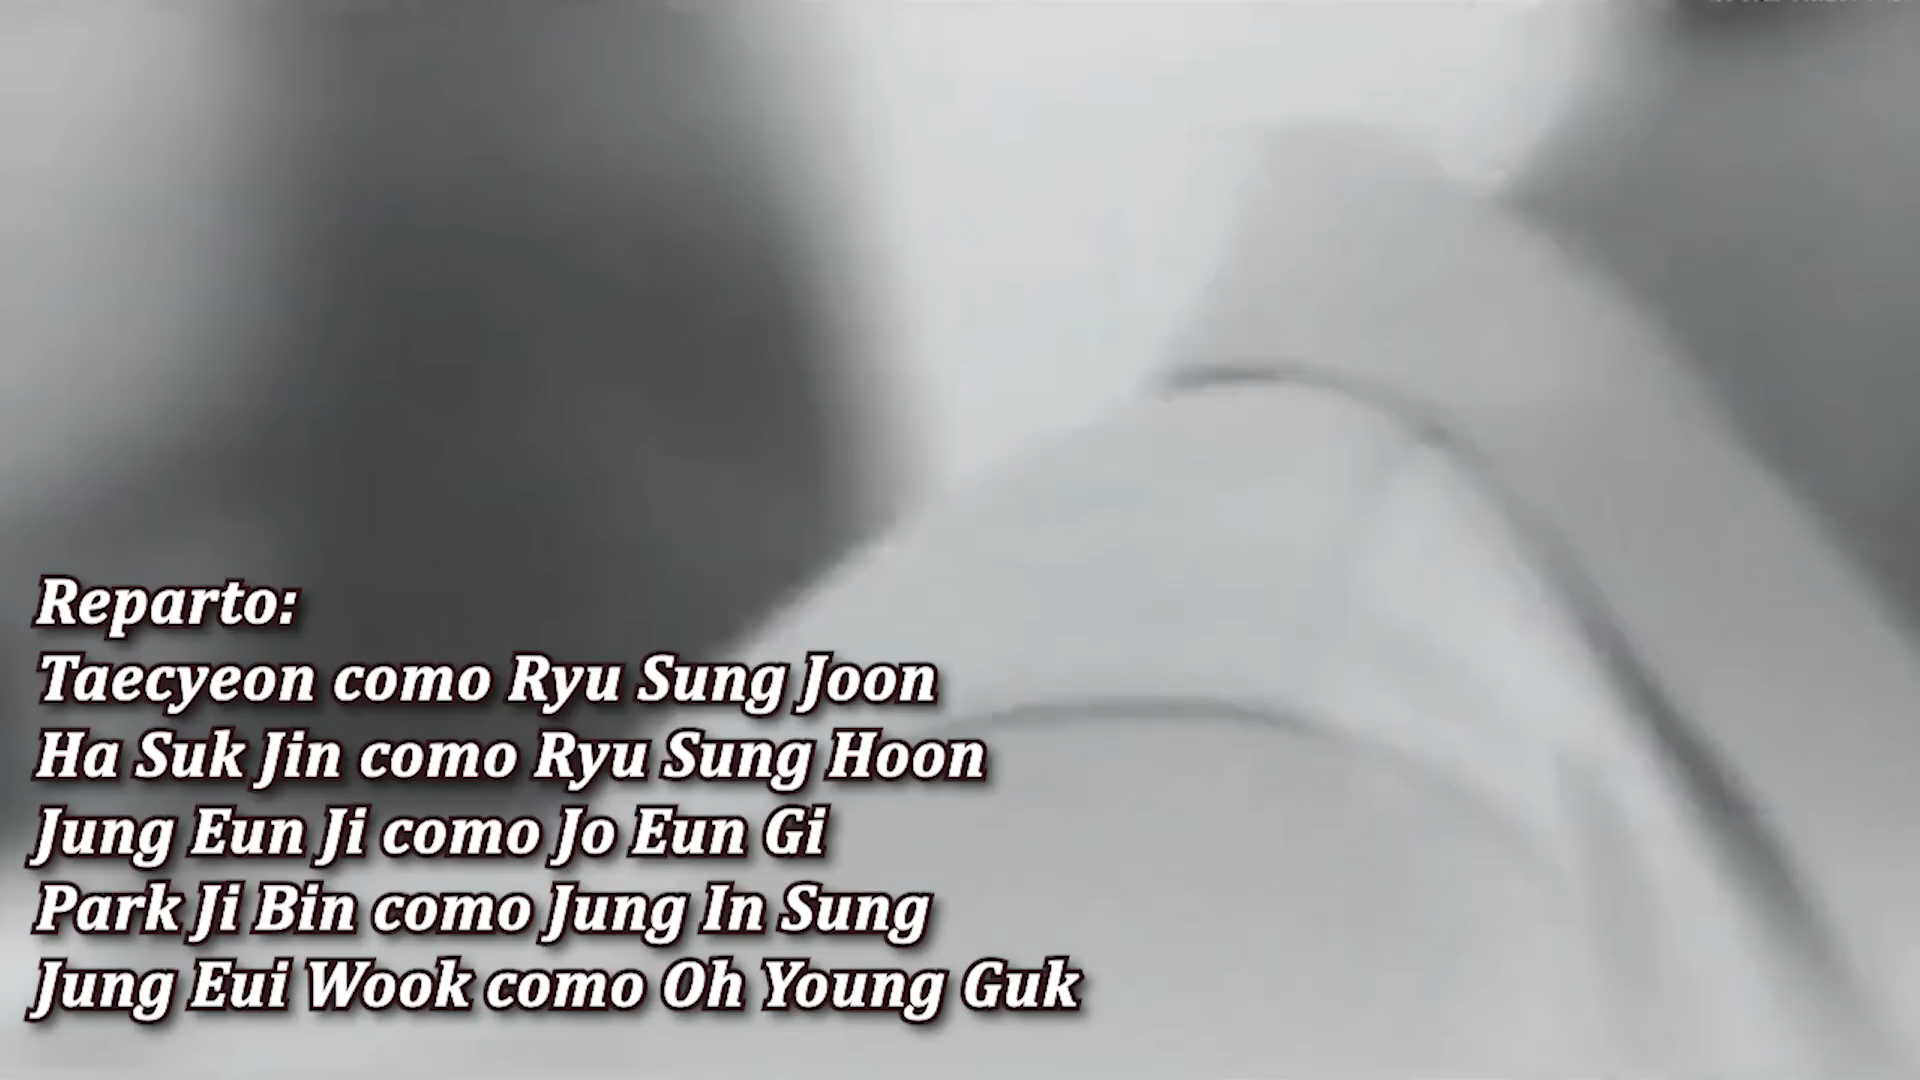 Reparto:
Taecyeon como Ryu Sung Joon
Ha Suk Jin como Ryu Sung Hoon
Jung Eun Ji como Jo Eun Gi
Park Ji Bin como Jung In Sung
Jung Eui Wook como Oh Young Guk